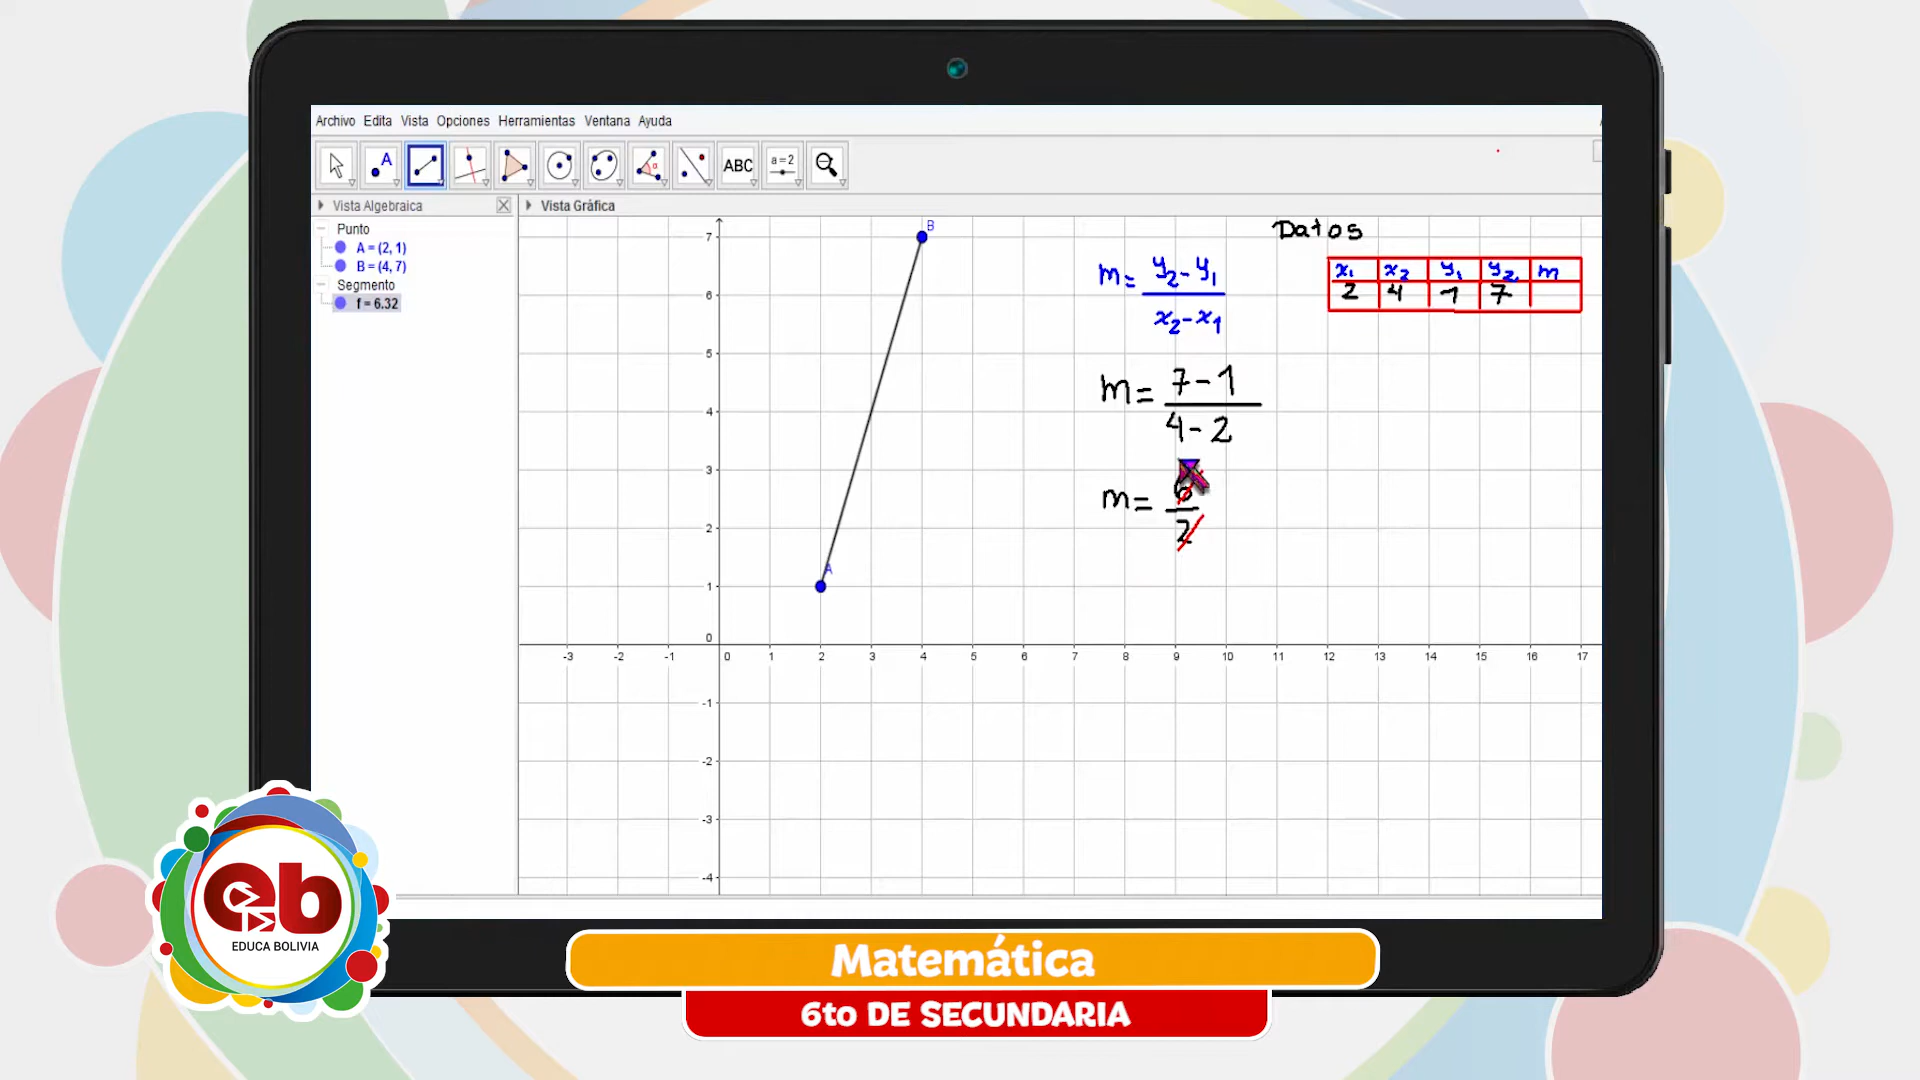 Archivo Edita Vista Opciones Herramientas Ventana Ayuda
A
ABC
a=2
Vista Algebraica
Vista Gráfica
Punto
A = (2, 1)
B = (4, 7)
Segmento
f = 6.32
Datos
x₁ x₂ y₁ y₂ m
2 4 1 7
m = y₂ - y₁
x₂ - x₁
m = 7 - 1
4 - 2
m = 6
2
B
A
7
6
5
4
3
2
1
0
-3 -2 -1 0 1 2 3 4 5 6 7 8 9 10 11 12 13 14 15 16 17
-1
-2
-3
-4
eb
EDUCA BOLIVIA
Matemática
6to DE SECUNDARIA